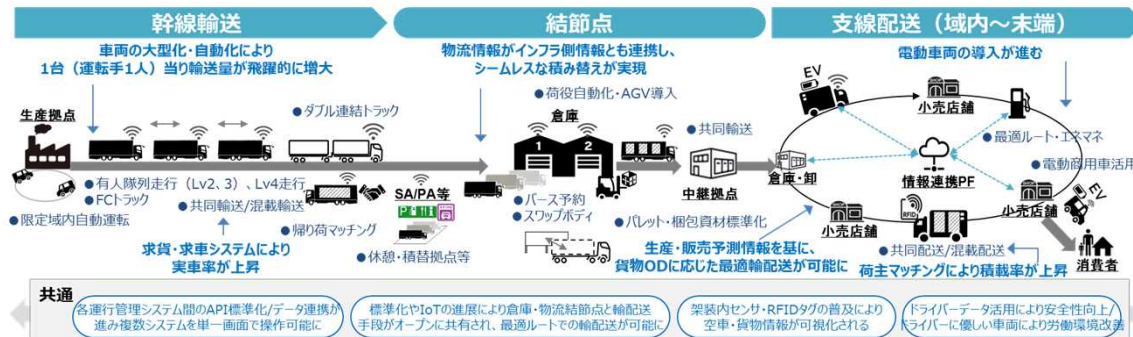 幹線輸送
結節点
支線配送（域内～末端）
車両の大型化・自動化により
1台（運転手1人）当り輸送量が飛躍的に増大
生産拠点
●ダブル連結トラック
●有人隊列走行（Lv2、3）、Lv4走行
●FCトラック
●共同輸送/混載輸送
●限定域内自動運転
●帰り荷マッチング
SA/PA等
●休憩・積替拠点等
求貨・求車システムにより
実車率が上昇
物流情報がインフラ側情報とも連携し、
シームレスな積み替えが実現
●荷役自動化・AGV導入
倉庫
1
2
●共同輸送
中継拠点
●バース予約
●スワップボディ
●パレット・梱包資材標準化
生産・販売予測情報を基に、
貨物ODに応じた最適輸配送が可能に
電動車両の導入が進む
EV
小売店舗
●最適ルート・エネマネ
●電動商用車活用
倉庫・卸
情報連携PF
小売店舗
EV
RFID
小売店舗
●共同配送/混載配送
荷主マッチングにより積載率が上昇
消費者
共通
各運行管理システム間のAPI標準化/データ連携が
進み複数システムを単一画面で操作可能に
標準化やIoTの進展により倉庫・物流結節点と輸配送
手段がオープンに共有され、最適ルートでの輸配送が可能に
架装内センサ・RFIDタグの普及により
空車・貨物情報が可視化される
ドライバーデータ活用により安全性向上/
ドライバーに優しい車両により労働環境改善